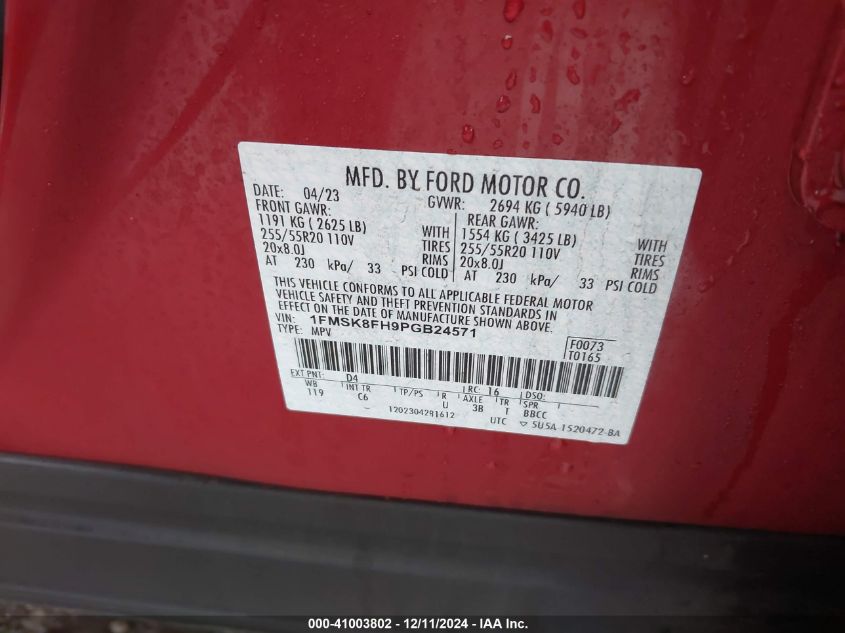 MFD. BY FORD MOTOR CO.
DATE: 04/23 GVWR: 2694 KG ( 5940 LB)
FRONT GAWR: REAR GAWR:
1191 KG ( 2625 LB) WITH 1554 KG ( 3425 LB) WITH
255/55R20 110V TIRES 255/55R20 110V TIRES
20x8.0J RIMS 20x8.0J RIMS
AT 230 kPa/ 33 PSI COLD AT 230 kPa/ 33 PSI COLD
THIS VEHICLE CONFORMS TO ALL APPLICABLE FEDERAL MOTOR
VEHICLE SAFETY AND THEFT PREVENTION STANDARDS IN
EFFECT ON THE DATE OF MANUFACTURE SHOWN ABOVE.
VIN: 1FMSK8FH9PGB24571
TYPE: MPV
F0073
T0165
EXT PNT: D4 RC: 16 DSO:
WB INT TR TP/PS R AXLE TR SPR
119 C6 U 3B T BBCC
1202304291612 UTC ▽ 5U5A-1520472-BA
000-41003802 - 12/11/2024 - IAA Inc.